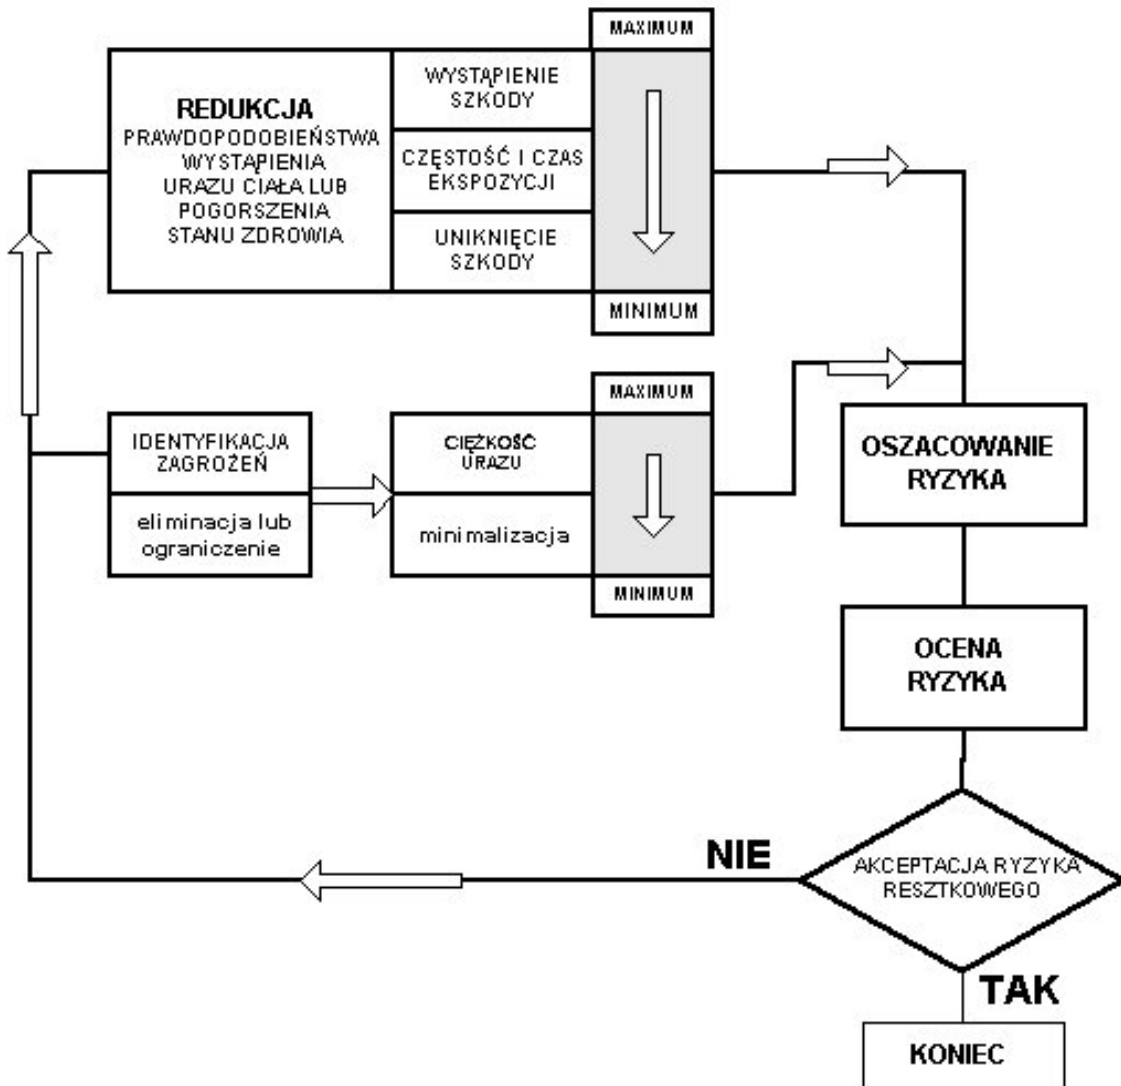 MAXIMUM
REDUKCJA
PRAWDOPODOBIEŃSTWA
WYSTĄPIENIA
URAZU CIAŁA LUB
POGORSZENIA
STANU ZDROWIA
WYSTĄPIENIE
SZKODY
CZĘSTOŚĆ I CZAS
EKSPOZYCJI
UNIKNIĘCIE
SZKODY
MINIMUM
MAXIMUM
IDENTYFIKACJA
ZAGROŻEŃ
eliminacja lub
ograniczenie
CIĘŻKOŚĆ
URAZU
minimalizacja
MINIMUM
OSZACOWANIE
RYZYKA
OCENA
RYZYKA
NIE
AKCEPTACJA RYZYKA
RESZTKOWEGO
TAK
KONIEC